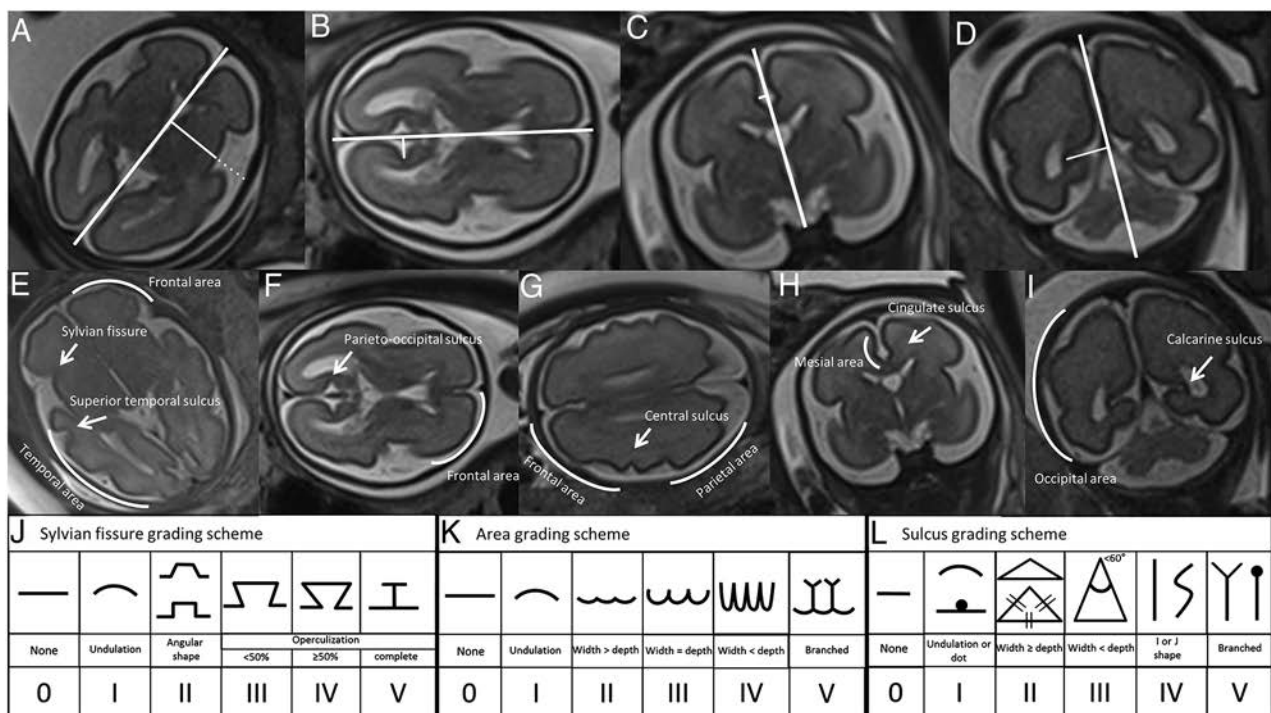 A
B
C
D
E
Frontal area
Sylvian fissure
Superior temporal sulcus
Temporal area
F
Parieto-occipital sulcus
Frontal area
G
Central sulcus
Frontal area
Parietal area
H
Cingulate sulcus
Mesial area
I
Calcarine sulcus
Occipital area
J Sylvian fissure grading scheme
None
Undulation
Angular
shape
Operculization
<50%
≥50%
complete
0 I II III IV V
K Area grading scheme
None
Undulation
Width > depth
Width = depth
Width < depth
Branched
0 I II III IV V
L Sulcus grading scheme
<60°
None
Undulation or
dot
Width ≥ depth
Width < depth
I or J
shape
Branched
0 I II III IV V